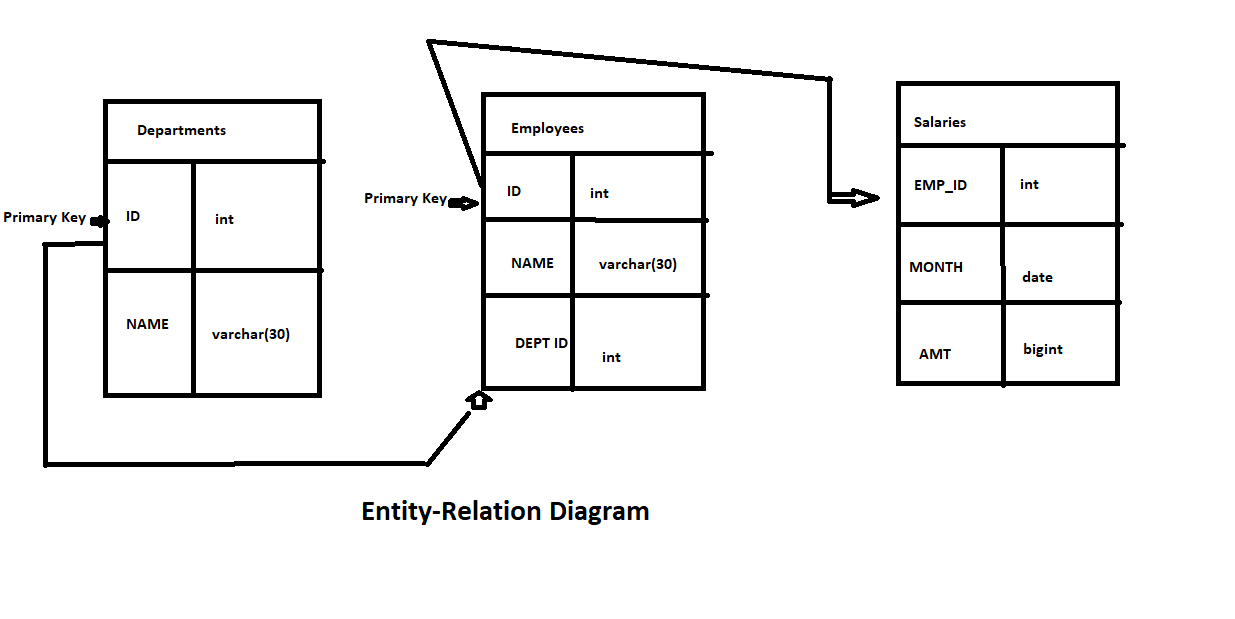 Departments
Primary Key
ID
int
NAME
varchar(30)
Employees
Primary Key
ID
int
NAME
varchar(30)
DEPT ID
int
Salaries
EMP_ID
int
MONTH
date
AMT
bigint
Entity-Relation Diagram